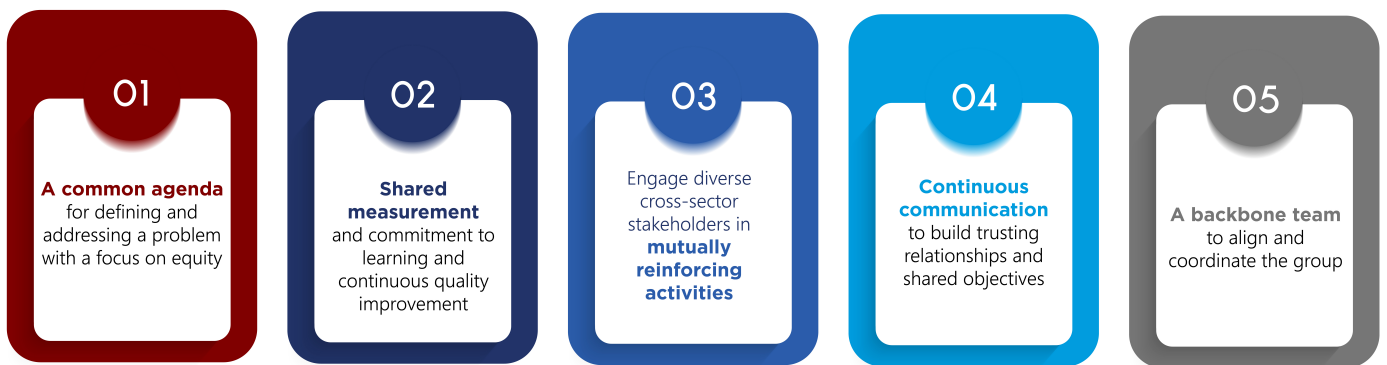 01
A common agenda
for defining and
addressing a problem
with a focus on equity
02
Shared
measurement
and commitment to
learning and
continuous quality
improvement
03
Engage diverse
cross-sector
stakeholders in
mutually
reinforcing
activities
04
Continuous
communication
to build trusting
relationships and
shared objectives
05
A backbone team
to align and
coordinate the group